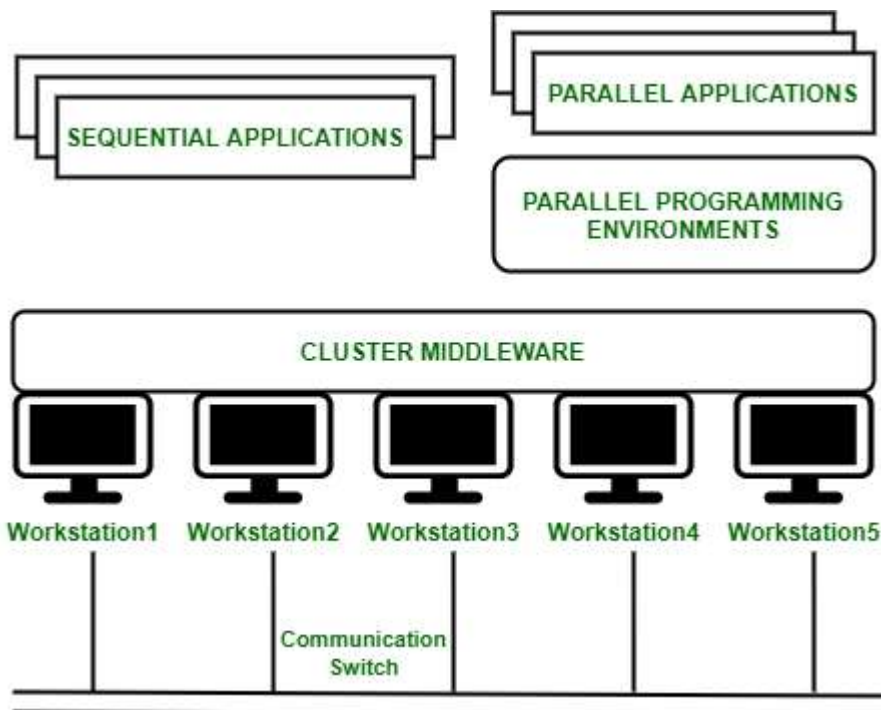 SEQUENTIAL APPLICATIONS
PARALLEL APPLICATIONS
PARALLEL PROGRAMMING
ENVIRONMENTS
CLUSTER MIDDLEWARE
Workstation1
Workstation2
Workstation3
Workstation4
Workstation5
Communication
Switch